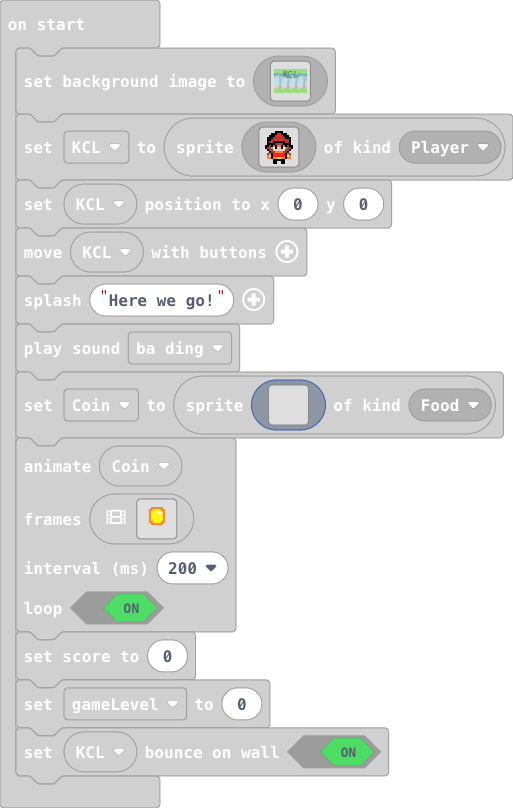 on start
set background image to KCL
set KCL to sprite of kind Player
set KCL position to x 0 y 0
move KCL with buttons
splash "Here we go!"
play sound ba ding
set Coin to sprite of kind Food
animate Coin
frames
interval (ms) 200
loop ON
set score to 0
set gameLevel to 0
set KCL bounce on wall ON